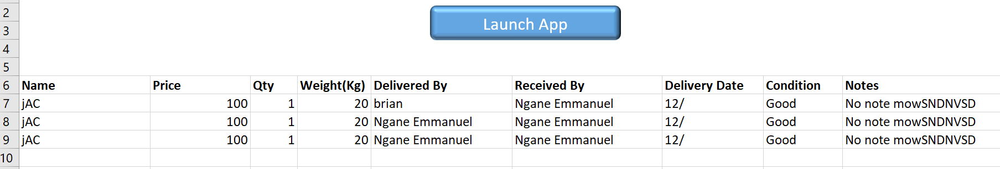 2
Launch App
3
4
5
6 Name Price Qty Weight(Kg) Delivered By Received By Delivery Date Condition Notes
7 jAC 100 1 20 brian Ngane Emmanuel 12/ Good No note mowSNDNVSD
8 jAC 100 1 20 Ngane Emmanuel Ngane Emmanuel 12/ Good No note mowSNDNVSD
9 jAC 100 1 20 Ngane Emmanuel Ngane Emmanuel 12/ Good No note mowSNDNVSD
10